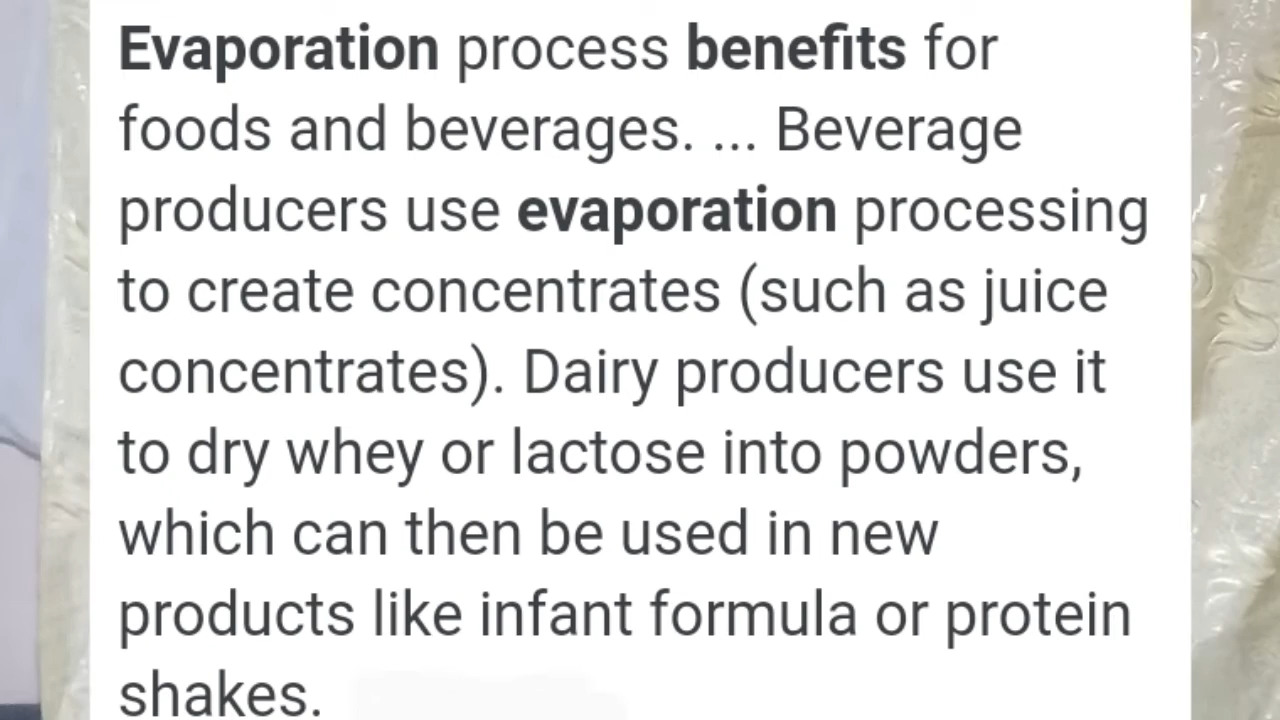 Evaporation process benefits for
foods and beverages. ... Beverage
producers use evaporation processing
to create concentrates (such as juice
concentrates). Dairy producers use it
to dry whey or lactose into powders,
which can then be used in new
products like infant formula or protein
shakes.